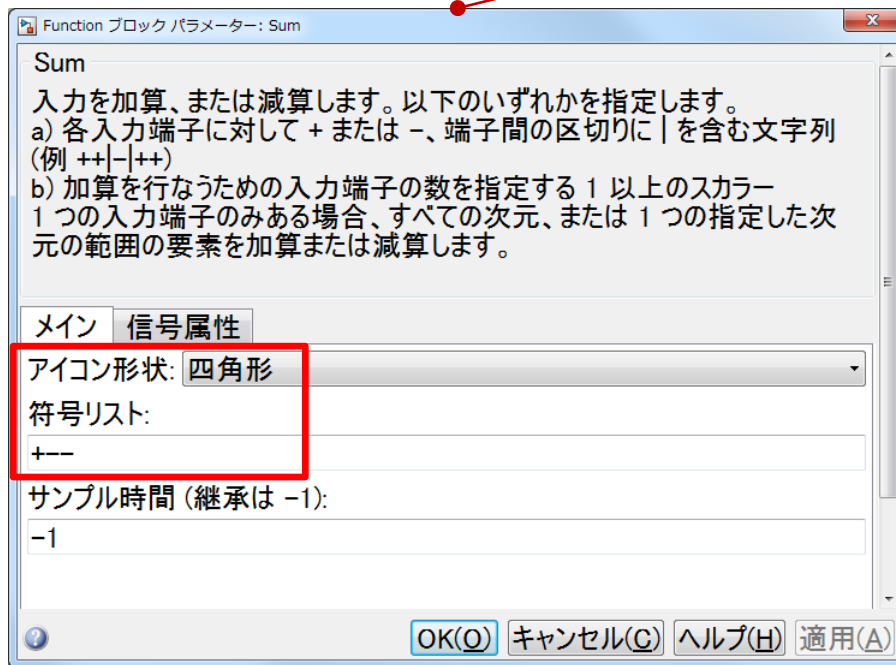 Function ブロック パラメーター: Sum
Sum
入力を加算、または減算します。以下のいずれかを指定します。
a) 各入力端子に対して + または -、端子間の区切りに | を含む文字列
(例 ++|-|++)
b) 加算を行なうための入力端子の数を指定する 1 以上のスカラー
1 つの入力端子のみある場合、すべての次元、または 1 つの指定した次
元の範囲の要素を加算または減算します。
メイン 信号属性
アイコン形状: 四角形
符号リスト:
+--
サンプル時間 (継承は -1):
-1
OK(O) キャンセル(C) ヘルプ(H) 適用(A)